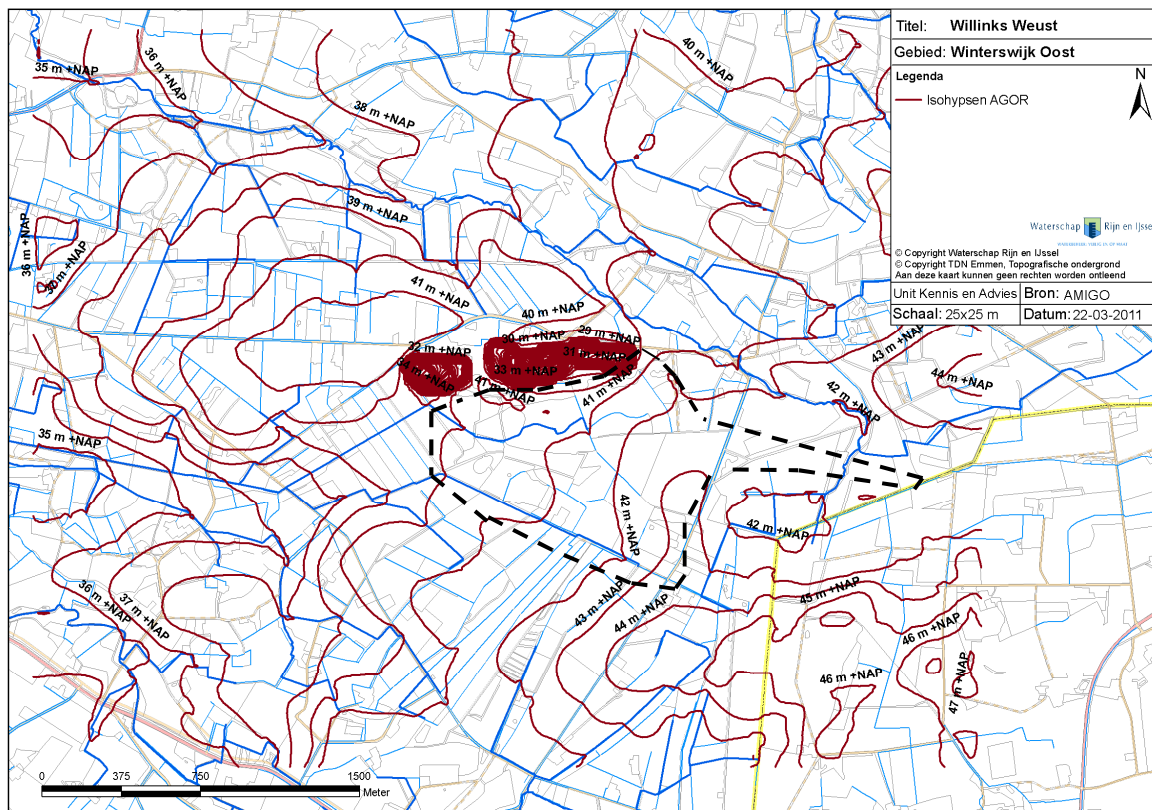 Titel: Willinks Weust
Gebied: Winterswijk Oost
Legenda
N
Isohypsen AGOR
Waterschap Rijn en IJssel
© Copyright Waterschap Rijn en IJssel
© Copyright TDN Emmen, Topografische ondergrond
Aan deze kaart kunnen geen rechten worden ontleend
Unit Kennis en Advies Bron: AMIGO
Schaal: 25x25 m Datum: 22-03-2011
35 m +NAP
36 m +NAP
38 m +NAP
40 m +NAP
39 m +NAP
36 m +NAP
41 m +NAP
40 m +NAP
32 m +NAP
30 m +NAP
29 m +NAP
31 m +NAP
34 m +NAP
33 m +NAP
41 m +NAP
41 m +NAP
43 m +NAP
44 m +NAP
42 m +NAP
35 m +NAP
42 m +NAP
42 m +NAP
36 m +NAP
37 m +NAP
43 m +NAP
44 m +NAP
45 m +NAP
46 m +NAP
46 m +NAP
47 m +NAP
0 375 750 1500
Meter